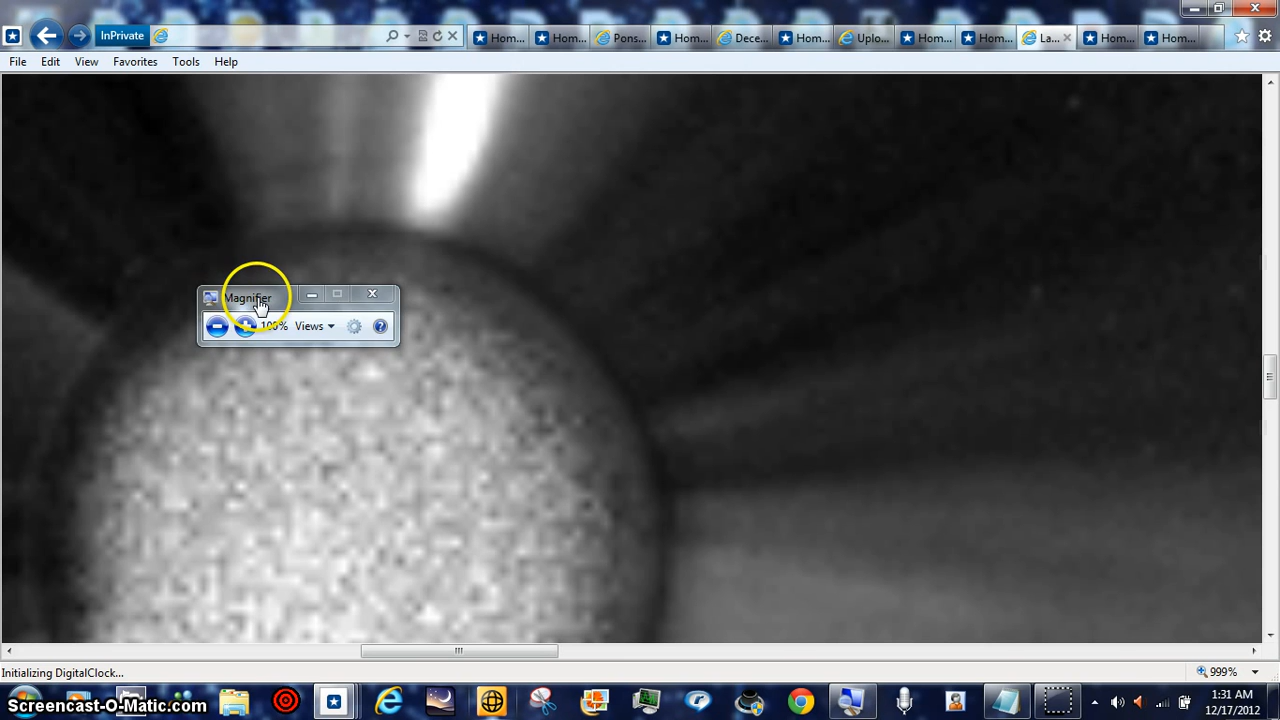 InPrivate
Hom...
Hom...
Pons...
Hom...
Dece...
Hom...
Uplo...
Hom...
Hom...
La...
Hom...
Hom...
File Edit View Favorites Tools Help
Magnifier
100% Views
Initializing DigitalClock...
999%
Screencast-O-Matic.com
1:31 AM
12/17/2012